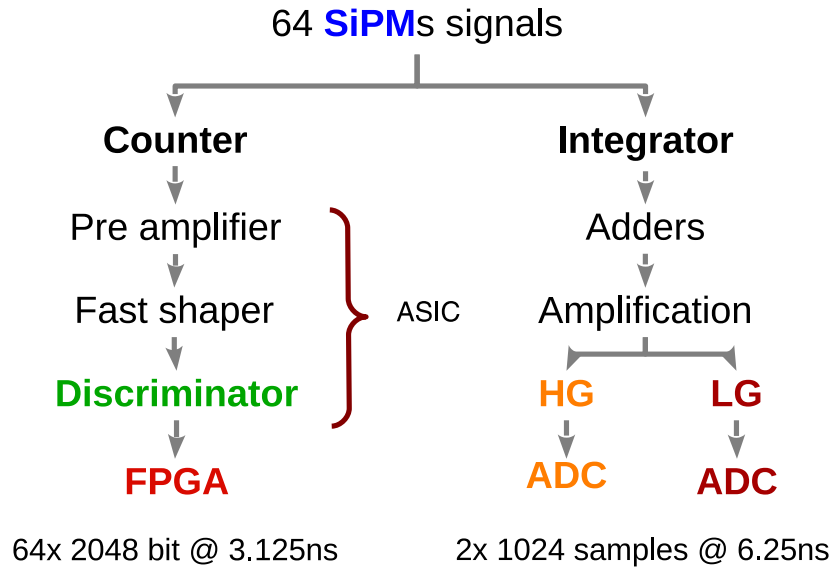 64 SiPMs signals
Counter
Pre amplifier
Fast shaper
Discriminator
FPGA
64x 2048 bit @ 3.125ns
ASIC
Integrator
Adders
Amplification
HG
LG
ADC
ADC
2x 1024 samples @ 6.25ns